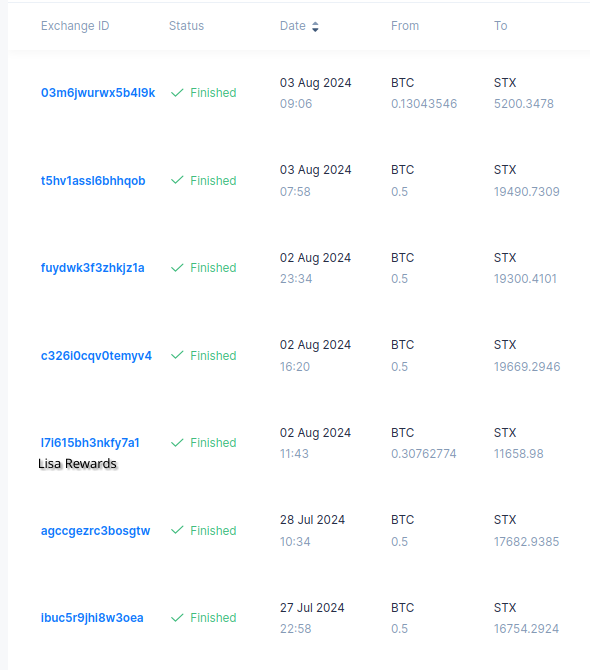 Exchange ID Status Date From To
03m6jwurwx5b4l9k Finished 03 Aug 2024 09:06 BTC 0.13043546 STX 5200.3478
t5hv1assl6bhhqob Finished 03 Aug 2024 07:58 BTC 0.5 STX 19490.7309
fuydwk3f3zhkjz1a Finished 02 Aug 2024 23:34 BTC 0.5 STX 19300.4101
c326i0cqv0temyv4 Finished 02 Aug 2024 16:20 BTC 0.5 STX 19669.2946
l7i615bh3nkfy7a1 Finished 02 Aug 2024 11:43 BTC 0.30762774 STX 11658.98
Lisa Rewards
agccgezrc3bosgtw Finished 28 Jul 2024 10:34 BTC 0.5 STX 17682.9385
ibuc5r9jhi8w3oea Finished 27 Jul 2024 22:58 BTC 0.5 STX 16754.2924